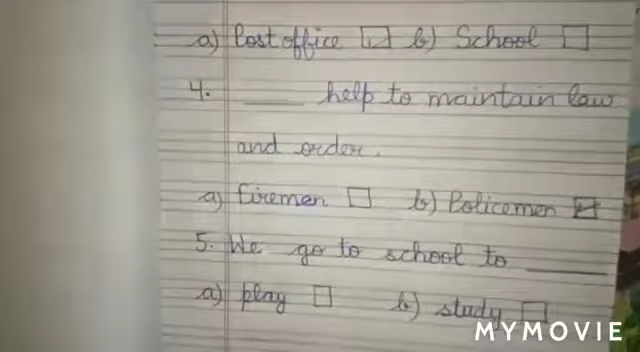 a) Post office ☑ b) School ☐
4. ____ help to maintain law
and order.
a) Firemen ☐ b) Policemen ☑
5. We go to school to ____
a) play ☐ b) study ☐
MYMOVIE